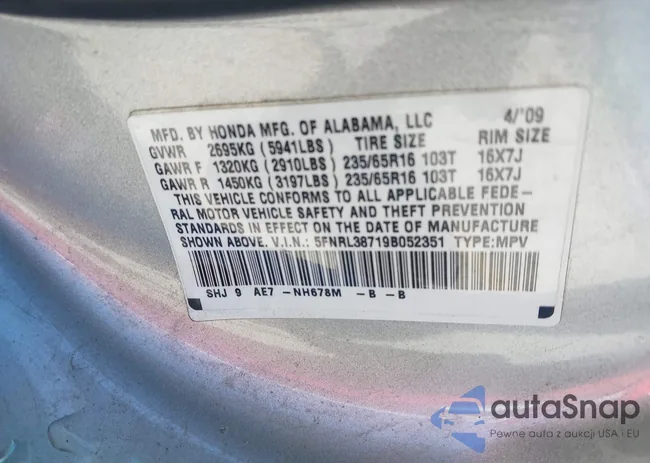 MFD. BY HONDA MFG. OF ALABAMA, LLC 4/'09
GVWR 2695KG (5941LBS) TIRE SIZE RIM SIZE
GAWR F 1320KG (2910LBS) 235/65R16 103T 16X7J
GAWR R 1450KG (3197LBS) 235/65R16 103T 16X7J
THIS VEHICLE CONFORMS TO ALL APPLICABLE FEDE-
RAL MOTOR VEHICLE SAFETY AND THEFT PREVENTION
STANDARDS IN EFFECT ON THE DATE OF MANUFACTURE
SHOWN ABOVE. V.I.N.: 5FNRL38719B052351 TYPE:MPV
SHJ 9 AE7 -NH678M -B -B
autaSnap
Pewne auta z aukcji USA i EU